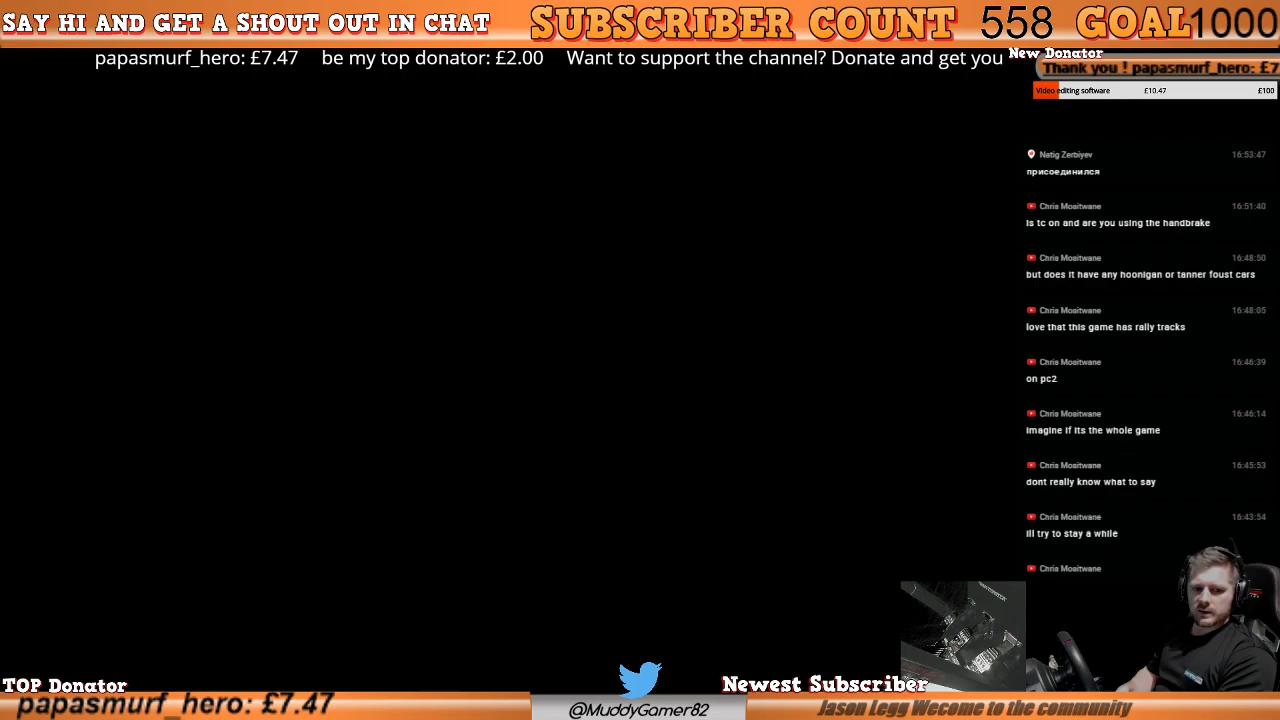 SAY HI AND GET A SHOUT OUT IN CHAT
SUBSCRIBER COUNT 558 GOAL 1000
papasmurf_hero: £7.47 be my top donator: £2.00 Want to support the channel? Donate and get you
New Donator
Thank you ! papasmurf_hero: £7
Video editing software £10.47 £100
Natig Zerbiyev 16:53:47
присоединился
Chris Mositwane 16:51:40
is tc on and are you using the handbrake
Chris Mositwane 16:48:50
but does it have any hoonigan or tanner foust cars
Chris Mositwane 16:48:05
love that this game has rally tracks
Chris Mositwane 16:46:39
on pc2
Chris Mositwane 16:46:14
imagine if its the whole game
Chris Mositwane 16:45:53
dont really know what to say
Chris Mositwane 16:43:54
ill try to stay a while
Chris Mositwane
TOP Donator
papasmurf_hero: £7.47
@MuddyGamer82
Newest Subscriber
Jason Legg Wecome to the community